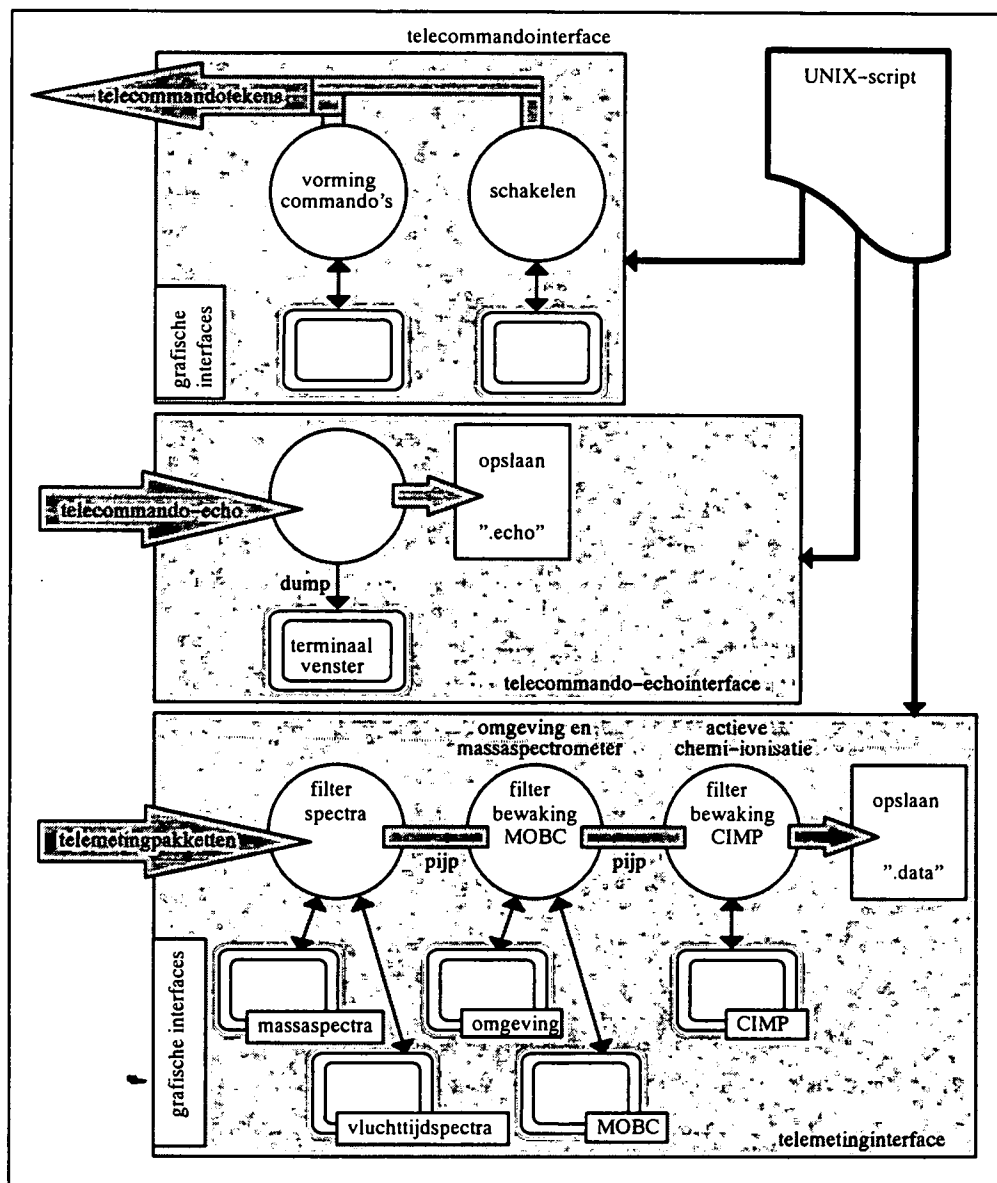 telecommandointerface
UNIX-script
telecommandotekens
vorming
commando's
schakelen
grafische
interfaces
telecommando-echo
opslaan
".echo"
dump
terminaal
venster
telecommando-echointerface
omgeving en
massaspectrometer
actieve
chemi-ionisatie
telemetingpakketten
filter
spectra
pijp
filter
bewaking
MOBC
pijp
filter
bewaking
CIMP
opslaan
".data"
grafische interfaces
massaspectra
omgeving
CIMP
vluchttijdspectra
MOBC
telemetinginterface